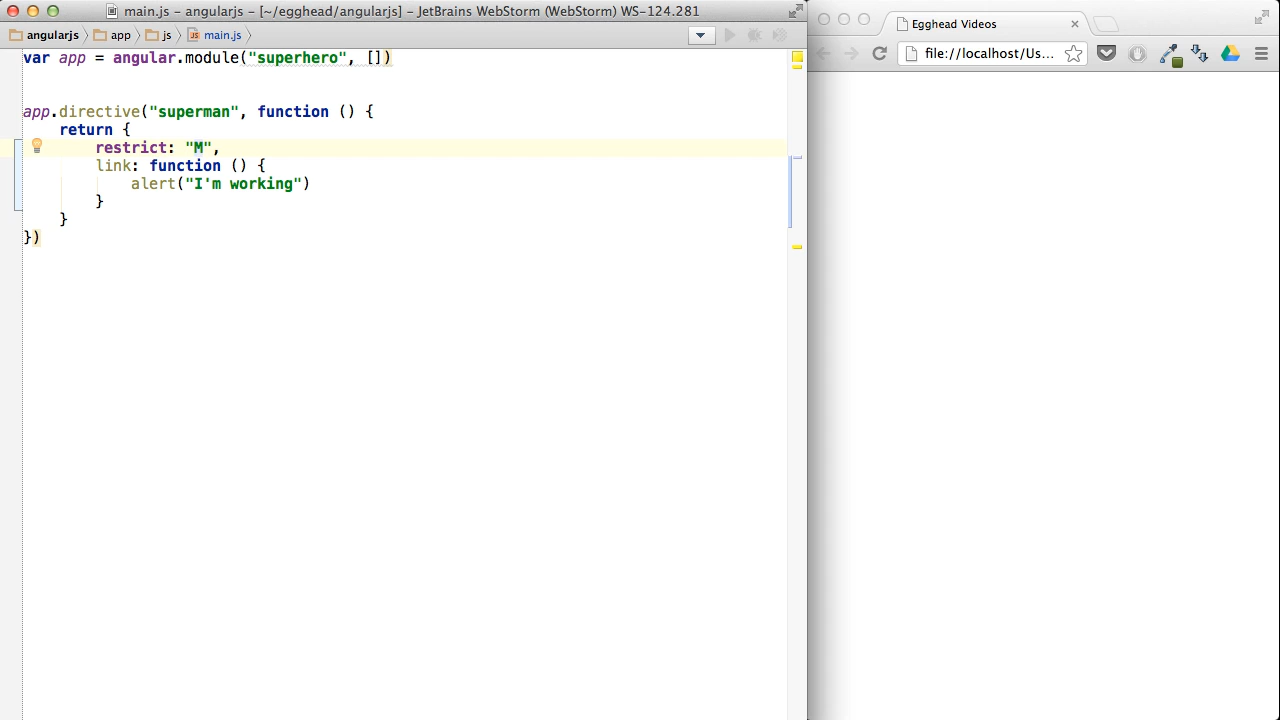 main.js – angularjs – [~/egghead/angularjs] – JetBrains WebStorm (WebStorm) WS-124.281
angularjs app js main.js
var app = angular.module("superhero", [])
app.directive("superman", function () {
return {
restrict: "M",
link: function () {
alert("I'm working")
}
}
})
Egghead Videos
file://localhost/Us...